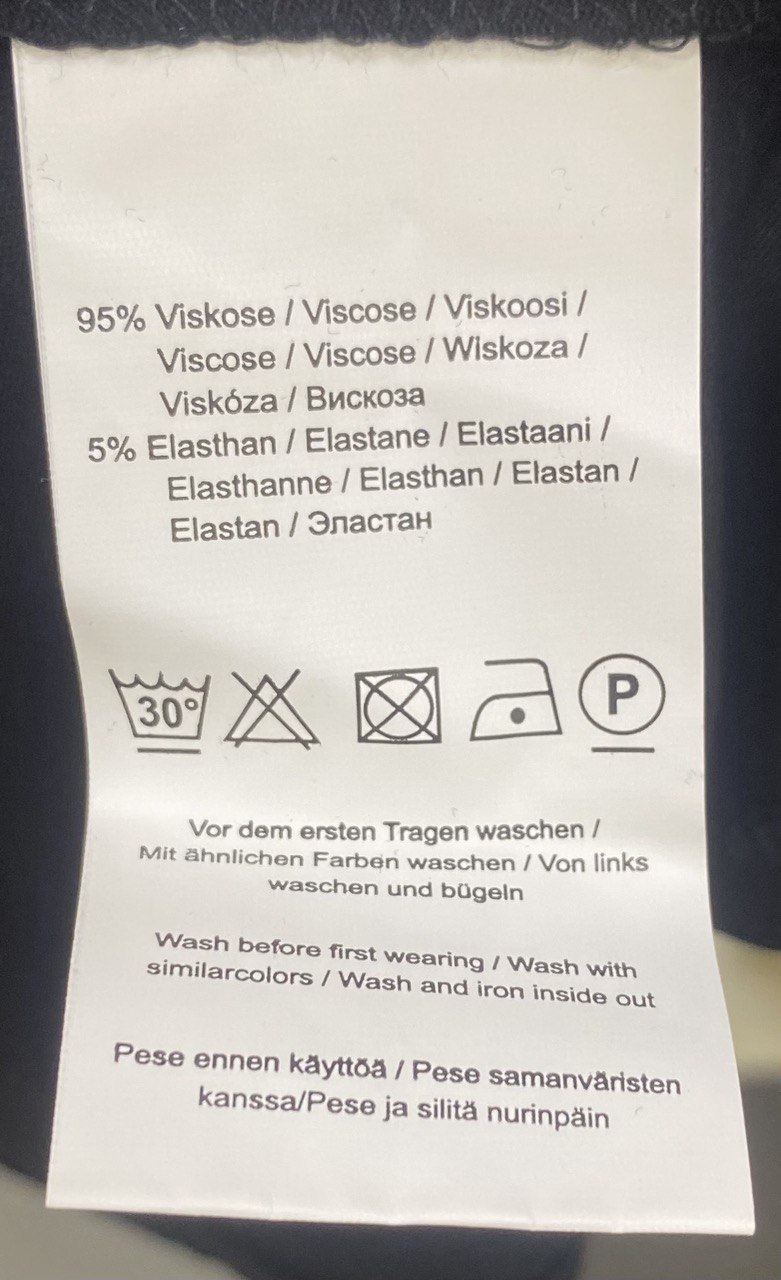 95% Viskose / Viscose / Viskoosi /
Viscose / Viscose / Wiskoza /
Viskóza / Вискоза
5% Elasthan / Elastane / Elastaani /
Elasthanne / Elasthan / Elastan /
Elastan / Эластан
30°
P
Vor dem ersten Tragen waschen /
Mit ähnlichen Farben waschen / Von links
waschen und bügeln
Wash before first wearing / Wash with
similarcolors / Wash and iron inside out
Pese ennen käyttöä / Pese samanväristen
kanssa/Pese ja silitä nurinpäin